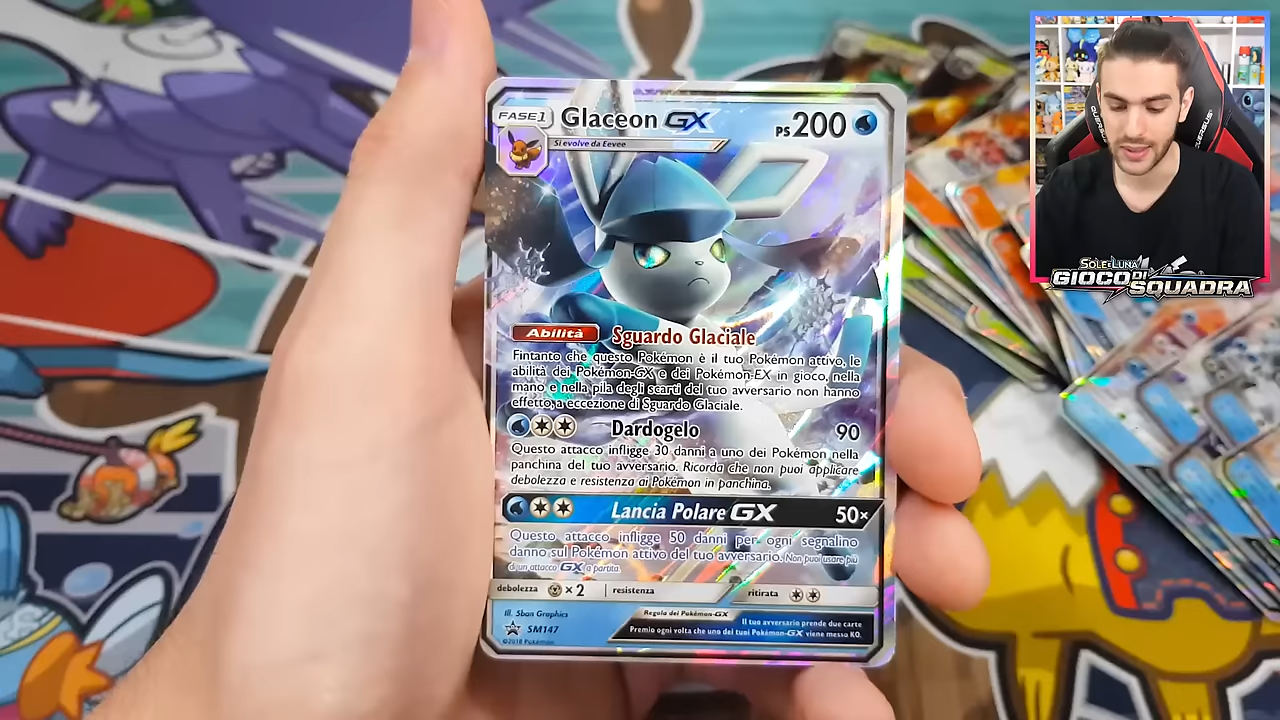 FASE 1
Glaceon GX
PS 200
Si evolve da Eevee
Abilità Sguardo Glaciale
Fintanto che questo Pokémon è il tuo Pokémon attivo, le
abilità dei Pokémon-GX e dei Pokémon-EX in gioco, nella
mano e nella pila degli scarti del tuo avversario non hanno
effetto, a eccezione di Sguardo Glaciale.
Dardogelo 90
Questo attacco infligge 30 danni a uno dei Pokémon nella
panchina del tuo avversario. Ricorda che non puoi applicare
debolezza e resistenza ai Pokémon in panchina.
Lancia Polare GX 50×
Questo attacco infligge 50 danni per ogni segnalino
danno sul Pokémon attivo del tuo avversario. Non puoi usare più
di un attacco GX a partita.
debolezza ×2 resistenza ritirata
Ill. 5ban Graphics
SM147
©2018 Pokémon
Regola dei Pokémon-GX
Il tuo avversario prende due carte
Premio ogni volta che uno dei tuoi Pokémon-GX viene messo KO.
SOLE E LUNA
GIOCO DI
SQUADRA